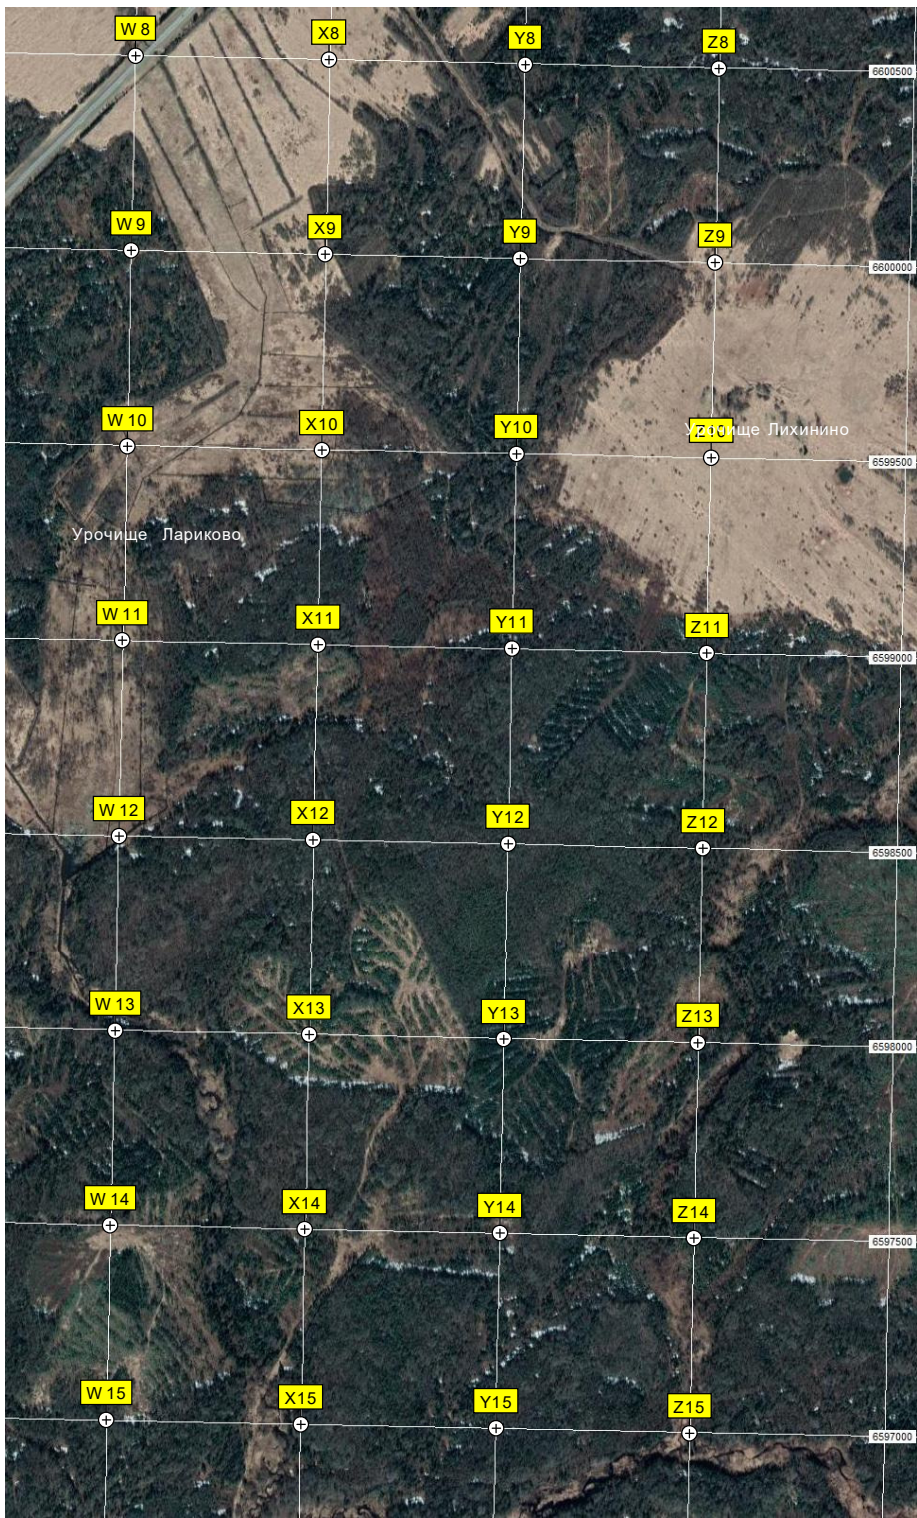 W 8
X8
Y8
Z8
6600500
W 9
X9
Y9
Z9
6600000
W 10
X10
Y10
Z10
Урочище Лихинино
6599500
Урочище Лариково
W 11
X11
Y11
Z11
6599000
W 12
X12
Y12
Z12
6598500
W 13
X13
Y13
Z13
6598000
W 14
X14
Y14
Z14
6597500
W 15
X15
Y15
Z15
6597000